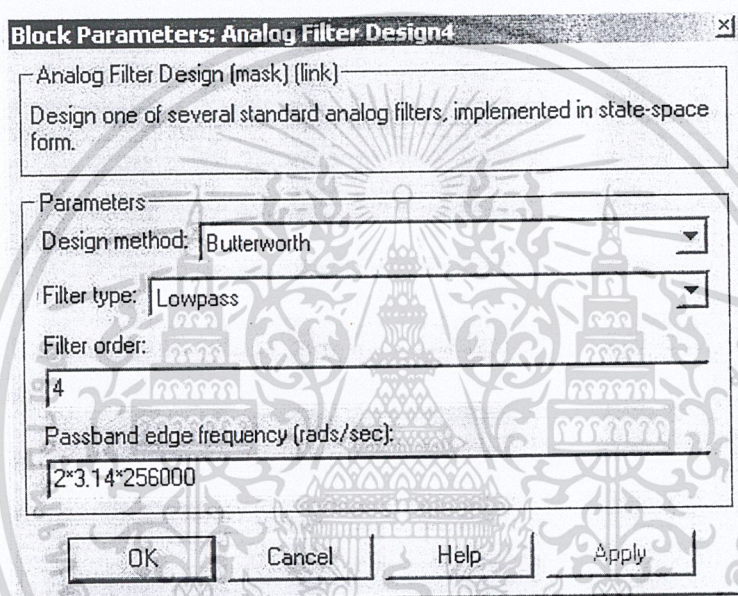 Block Parameters: Analog Filter Design4
Analog Filter Design (mask) (link)
Design one of several standard analog filters, implemented in state-space
form.
Parameters
Design method: Butterworth
Filter type: Lowpass
Filter order:
4
Passband edge frequency (rads/sec):
2*3.14*256000
OK Cancel Help Apply